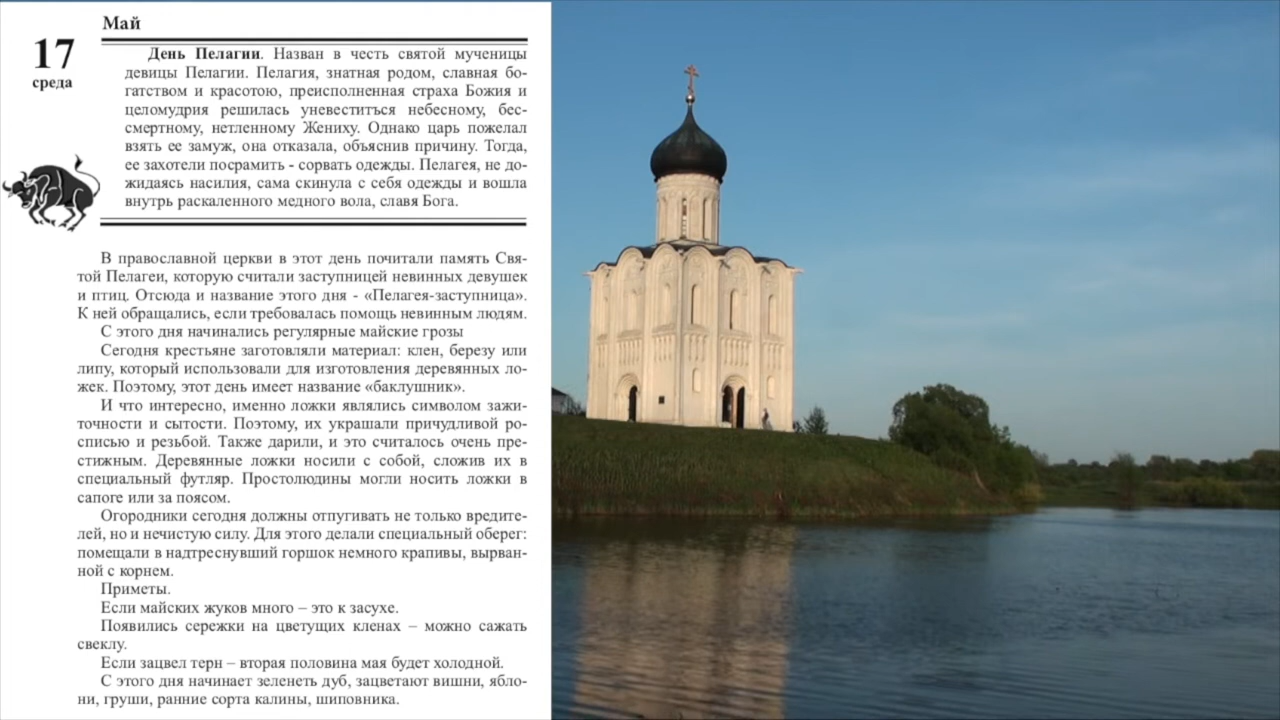 Май
17
среда
День Пелагии. Назван в честь святой мученицы
девицы Пелагии. Пелагия, знатная родом, славная бо-
гатством и красотою, преисполненная страха Божия и
целомудрия решилась уневеститься небесному, бес-
смертному, нетленному Жениху. Однако царь пожелал
взять ее замуж, она отказала, объяснив причину. Тогда,
ее захотели посрамить - сорвать одежды. Пелагея, не до-
жидаясь насилия, сама скинула с себя одежды и вошла
внутрь раскаленного медного вола, славя Бога.
В православной церкви в этот день почитали память Свя-
той Пелагеи, которую считали заступницей невинных девушек
и птиц. Отсюда и название этого дня - «Пелагея-заступница».
К ней обращались, если требовалась помощь невинным людям.
С этого дня начинались регулярные майские грозы
Сегодня крестьяне заготовляли материал: клен, березу или
липу, который использовали для изготовления деревянных ло-
жек. Поэтому, этот день имеет название «баклушник».
И что интересно, именно ложки являлись символом зажи-
точности и сытости. Поэтому, их украшали причудливой ро-
списью и резьбой. Также дарили, и это считалось очень пре-
стижным. Деревянные ложки носили с собой, сложив их в
специальный футляр. Простолюдины могли носить ложки в
сапоге или за поясом.
Огородники сегодня должны отпугивать не только вредите-
лей, но и нечистую силу. Для этого делали специальный оберег:
помещали в надтреснувший горшок немного крапивы, вырван-
ной с корнем.
Приметы.
Если майских жуков много – это к засухе.
Появились сережки на цветущих кленах – можно сажать
свеклу.
Если зацвел терн – вторая половина мая будет холодной.
С этого дня начинает зеленеть дуб, зацветают вишни, ябло-
ни, груши, ранние сорта калины, шиповника.